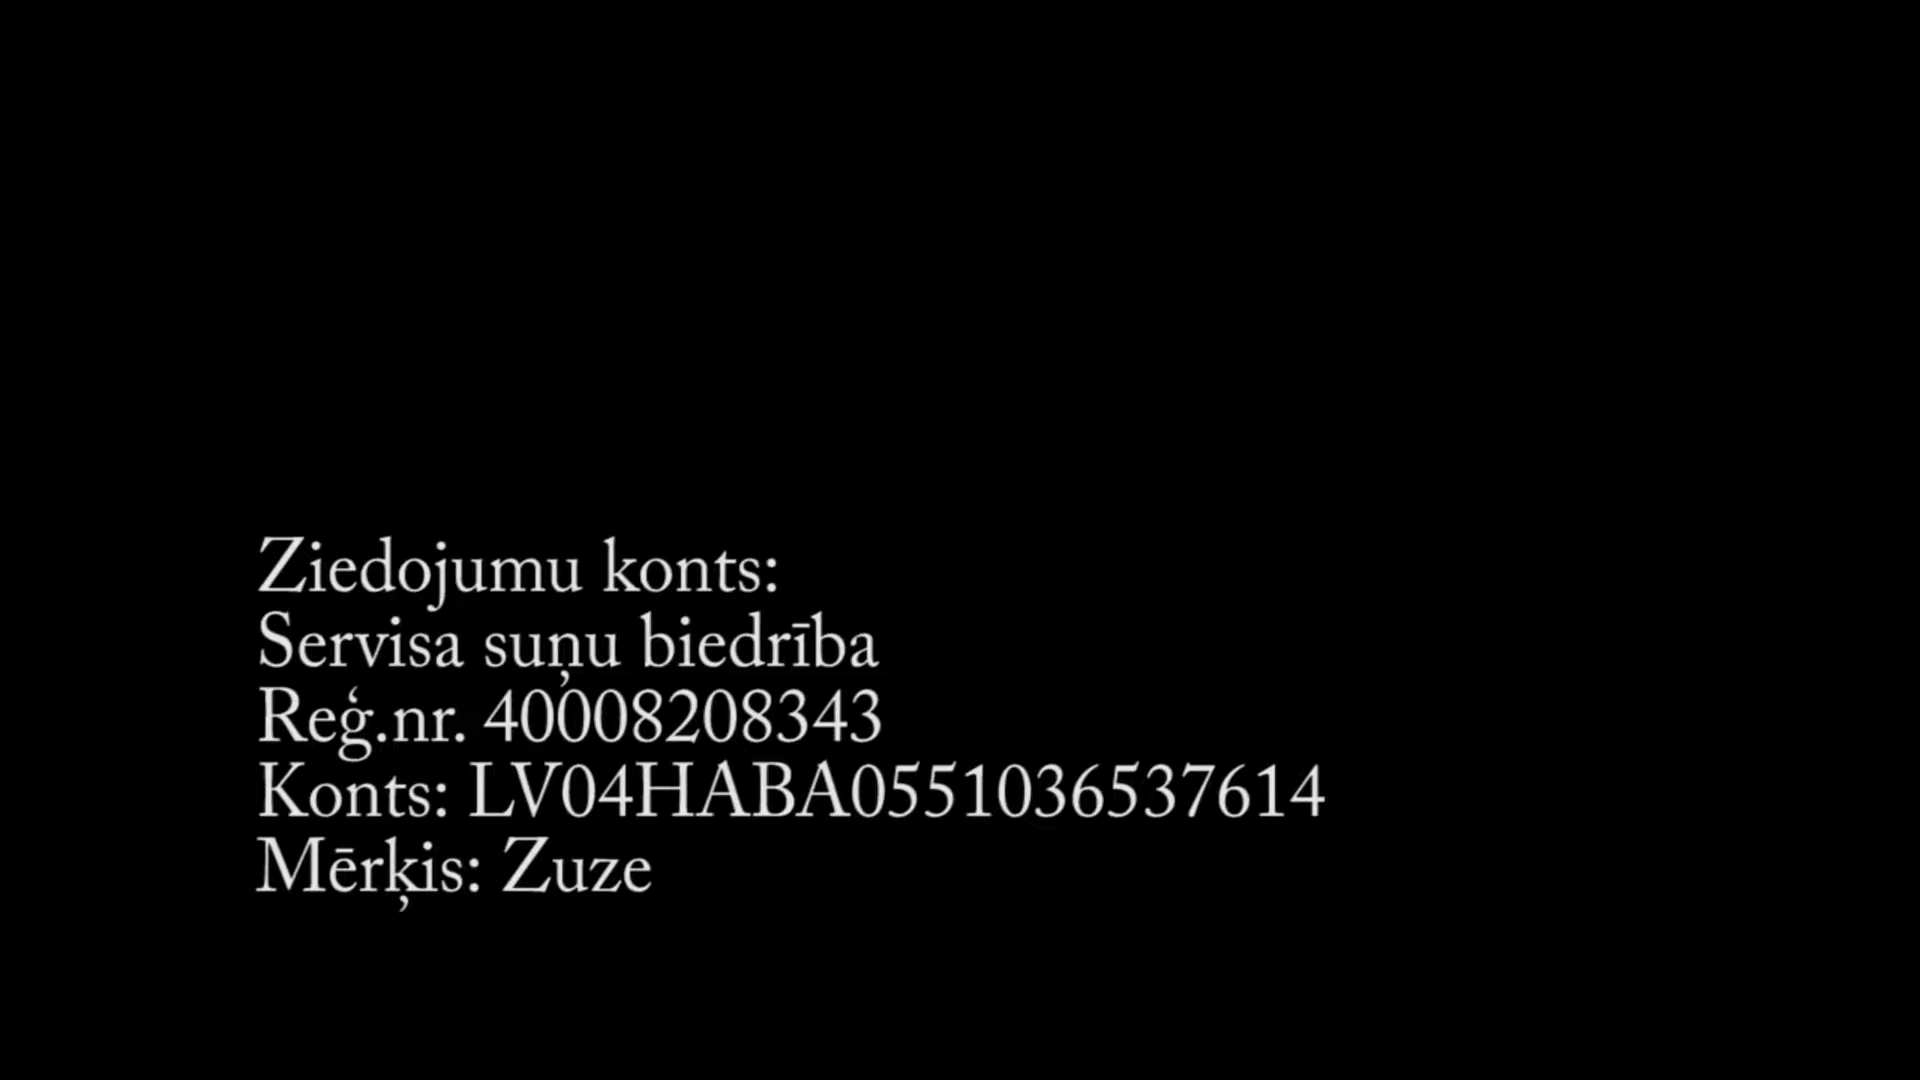 Ziedojumu konts:
Servisa suņu biedrība
Reģ.nr. 40008208343
Konts: LV04HABA0551036537614
Mērķis: Zuze